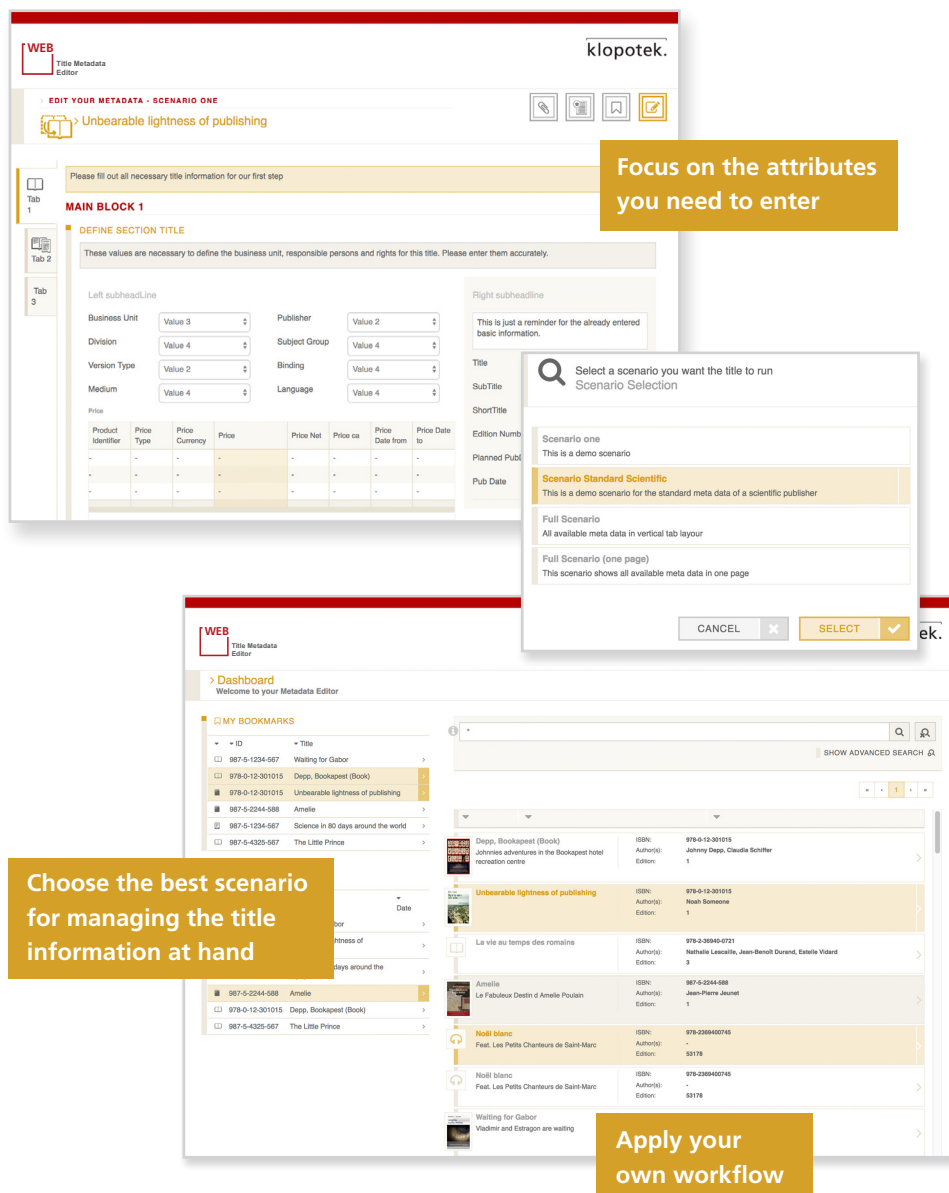 WEB
Title Metadata
Editor
klopotek.
› EDIT YOUR METADATA - SCENARIO ONE
› Unbearable lightness of publishing
Focus on the attributes
you need to enter
Please fill out all necessary title information for our first step
Tab
1
MAIN BLOCK 1
DEFINE SECTION TITLE
These values are necessary to define the business unit, responsible persons and rights for this title. Please enter them accurately.
Tab 2
Tab
3
Left subheadLine
Business Unit Value 3 Publisher Value 2
Division Value 4 Subject Group Value 4
Version Type Value 2 Binding Value 4
Medium Value 4 Language Value 4
Price
Product Identifier Price Type Price Currency Price Price Net Price ca Price Date from Price Date to
- - - - - - - -
- - - - - - - -
- - - - - - - -
Right subheadline
This is just a reminder for the already entered
basic information.
Title
SubTitle
ShortTitle
Edition Numb
Planned Pub
Pub Date
Select a scenario you want the title to run
Scenario Selection
Scenario one
This is a demo scenario
Scenario Standard Scientific
This is a demo scenario for the standard meta data of a scientific publisher
Full Scenario
All available meta data in vertical tab layour
Full Scenario (one page)
This scenario shows all available meta data in one page
CANCEL
SELECT
WEB
Title Metadata
Editor
ek.
› Dashboard
Welcome to your Metadata Editor
MY BOOKMARKS
ID Title
987-5-1234-567 Waiting for Gabor
978-0-12-301015 Depp, Bookapest (Book)
978-0-12-301015 Unbearable lightness of publishing
987-5-2244-588 Amelie
987-5-1234-567 Science in 80 days around the world
987-5-4325-567 The Little Prince
Choose the best scenario
for managing the title
information at hand
Date
bor
htness of
days around the
987-5-2244-588 Amelie
978-0-12-301015 Depp, Bookapest (Book)
987-5-4325-567 The Little Prince
*
SHOW ADVANCED SEARCH
« ‹ 1 › »
Depp, Bookapest (Book)
Johnnies adventures in the Bookapest hotel
recreation centre
ISBN: 978-0-12-301015
Author(s): Johnny Depp, Claudia Schiffer
Edition: 1
Unbearable lightness of publishing
ISBN: 978-0-12-301015
Author(s): Noah Someone
Edition: 1
La vie au temps des romains
ISBN: 978-2-36940-0721
Author(s): Nathalie Lescaille, Jean-Benoît Durand, Estelle Vidard
Edition: 3
Amelie
Le Fabuleux Destin d Amelie Poulain
ISBN: 987-5-2244-588
Author(s): Jean-Pierre Jeunet
Edition: 1
Noël blanc
Feat. Les Petits Chanteurs de Saint-Marc
ISBN: 978-2369400745
Author(s): -
Edition: 53178
Noël blanc
Feat. Les Petits Chanteurs de Saint-Marc
ISBN: 978-2369400745
Author(s): -
Edition: 53178
Waiting for Gabor
Vladimir and Estragon are waiting
Apply your
own workflow